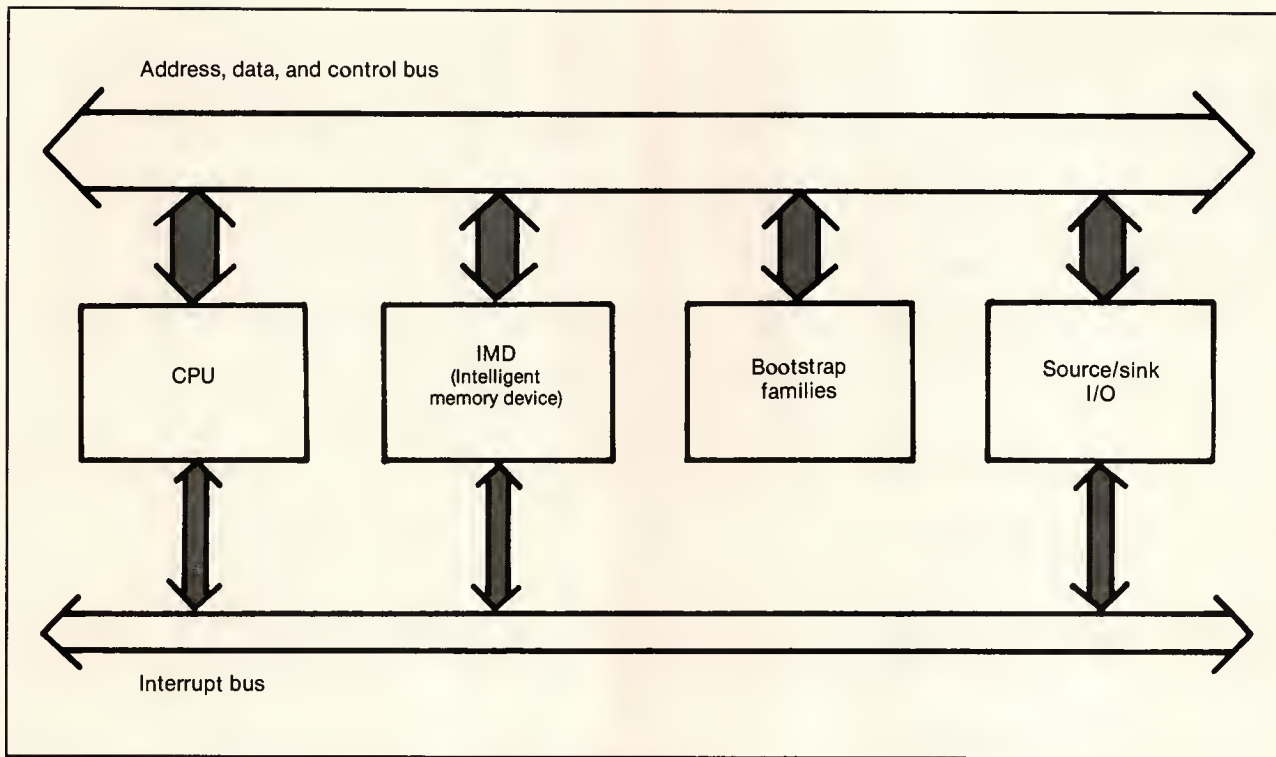 Address, data, and control bus
CPU
IMD
(Intelligent
memory device)
Bootstrap
families
Source/sink
I/O
Interrupt bus